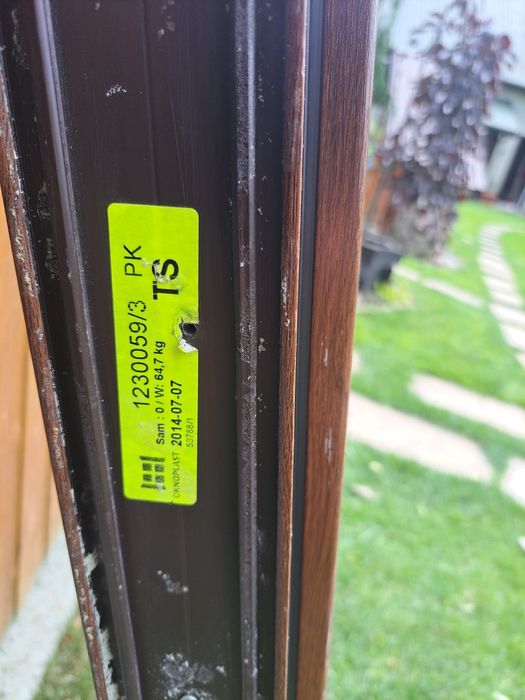 1230059/3 PK
TS
Sam : 0 / W: 64,7 kg
2014-07-07
OKNOPLAST 53788/1